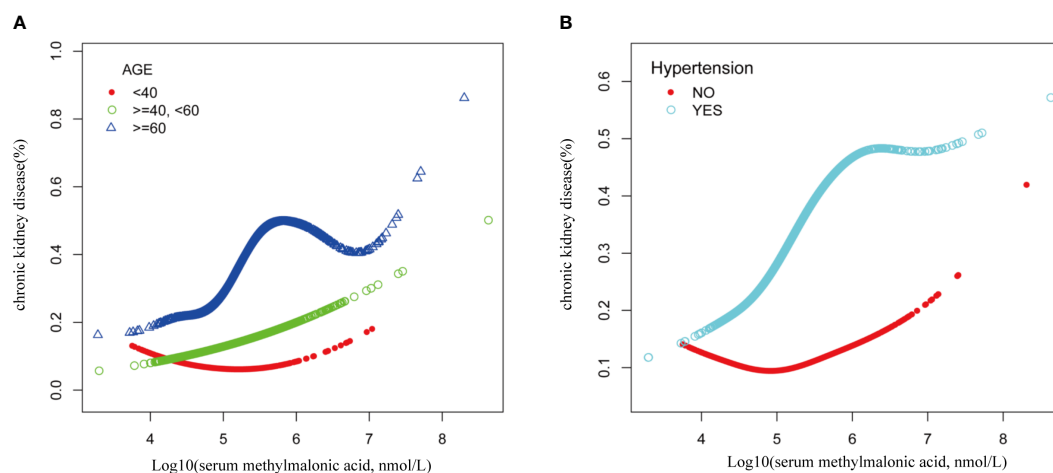 A
AGE
<40
>=40, <60
>=60
chronic kidney disease(%)
1.0
0.8
0.6
0.4
0.2
0.0
4 5 6 7 8
Log10(serum methylmalonic acid, nmol/L)
B
Hypertension
NO
YES
chronic kidney disease(%)
0.6
0.5
0.4
0.3
0.2
0.1
4 5 6 7 8
Log10(serum methylmalonic acid, nmol/L)